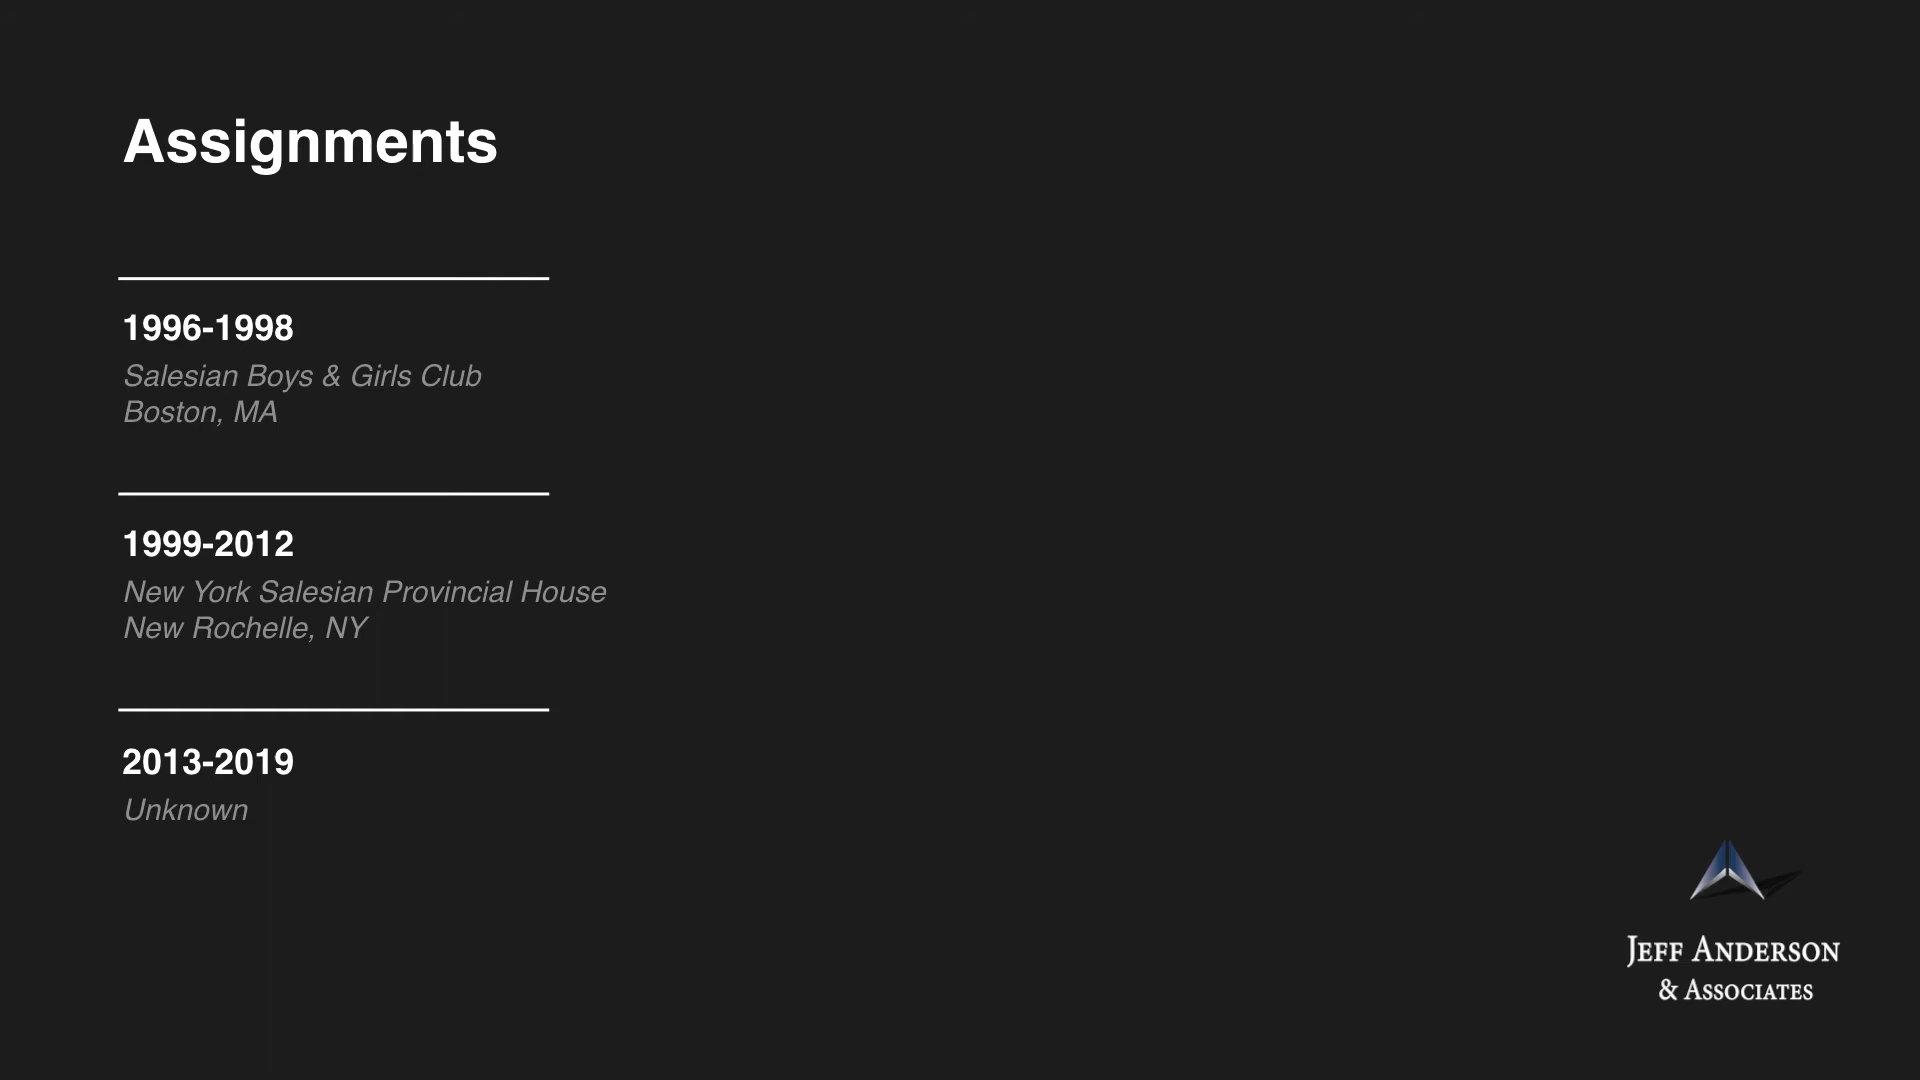 Assignments
1996-1998
Salesian Boys & Girls Club
Boston, MA
1999-2012
New York Salesian Provincial House
New Rochelle, NY
2013-2019
Unknown
JEFF ANDERSON
& ASSOCIATES